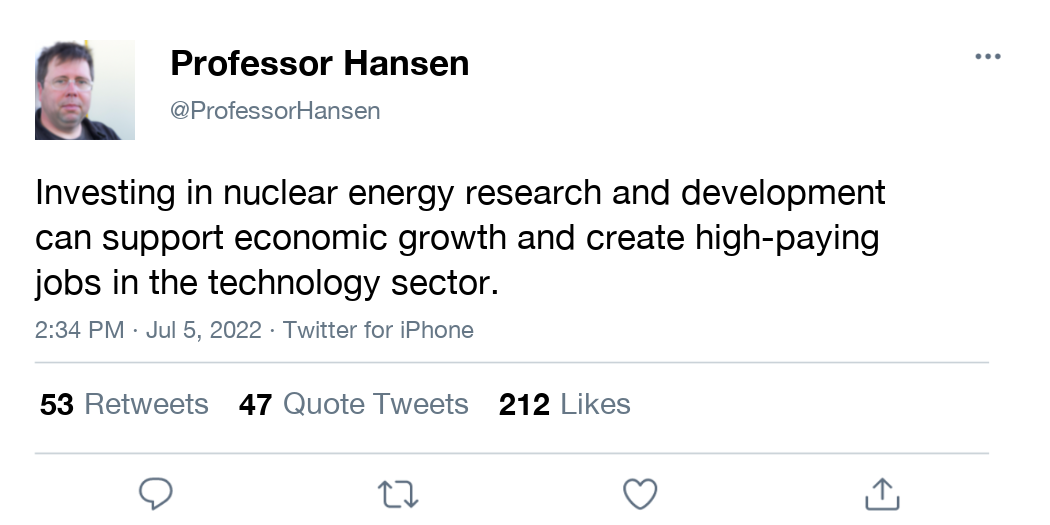 Professor Hansen
@ProfessorHansen
Investing in nuclear energy research and development
can support economic growth and create high-paying
jobs in the technology sector.
2:34 PM · Jul 5, 2022 · Twitter for iPhone
53 Retweets 47 Quote Tweets 212 Likes